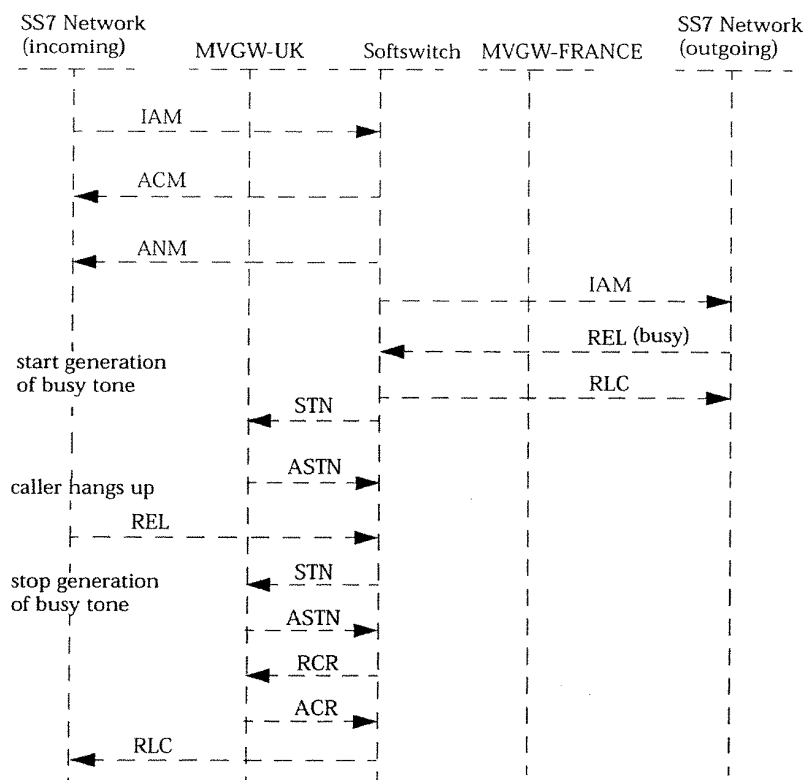 SS7 Network
(incoming)
MVGW-UK
Softswitch
MVGW-FRANCE
SS7 Network
(outgoing)
IAM
ACM
ANM
IAM
REL (busy)
start generation
of busy tone
RLC
STN
ASTN
caller hangs up
REL
STN
stop generation
of busy tone
ASTN
RCR
ACR
RLC